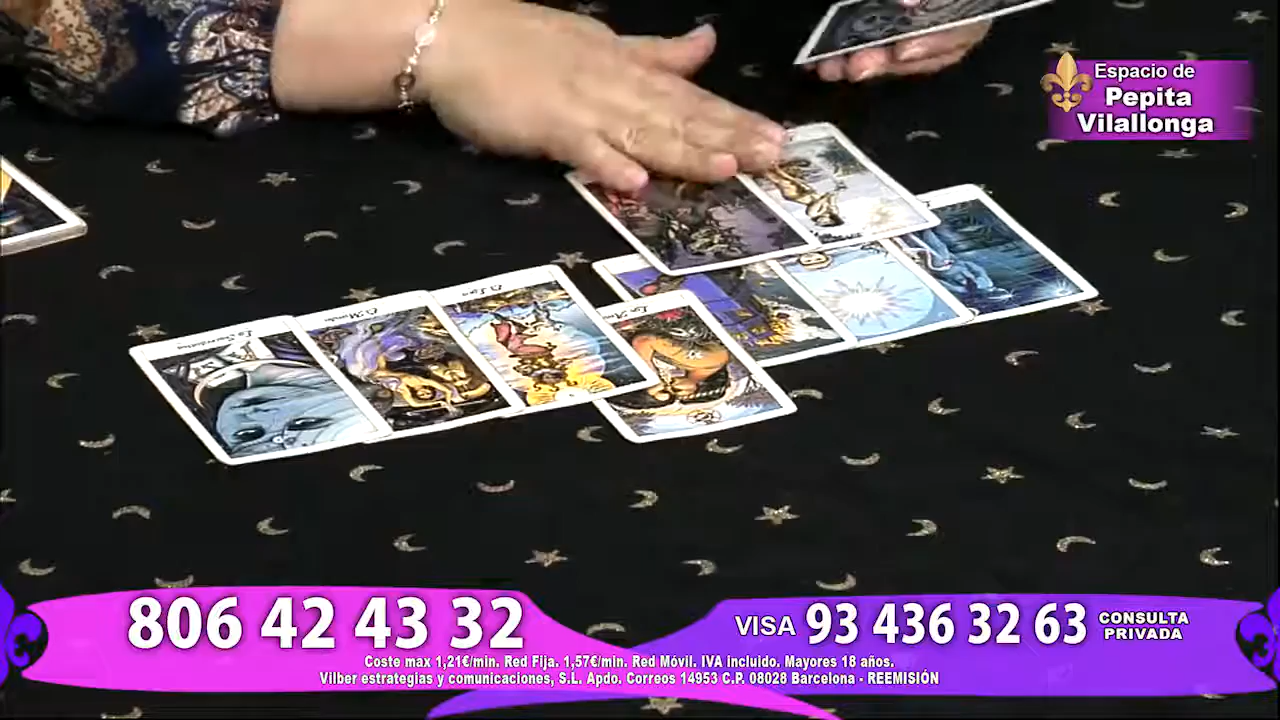 Espacio de
Pepita
Vilallonga
El Mundo
806 42 43 32
VISA 93 436 32 63 CONSULTA PRIVADA
Coste max 1,21€/min. Red Fija. 1,57€/min. Red Móvil. IVA incluido. Mayores 18 años.
Vilber estrategias y comunicaciones, S.L. Apdo. Correos 14953 C.P. 08028 Barcelona - REEMISIÓN